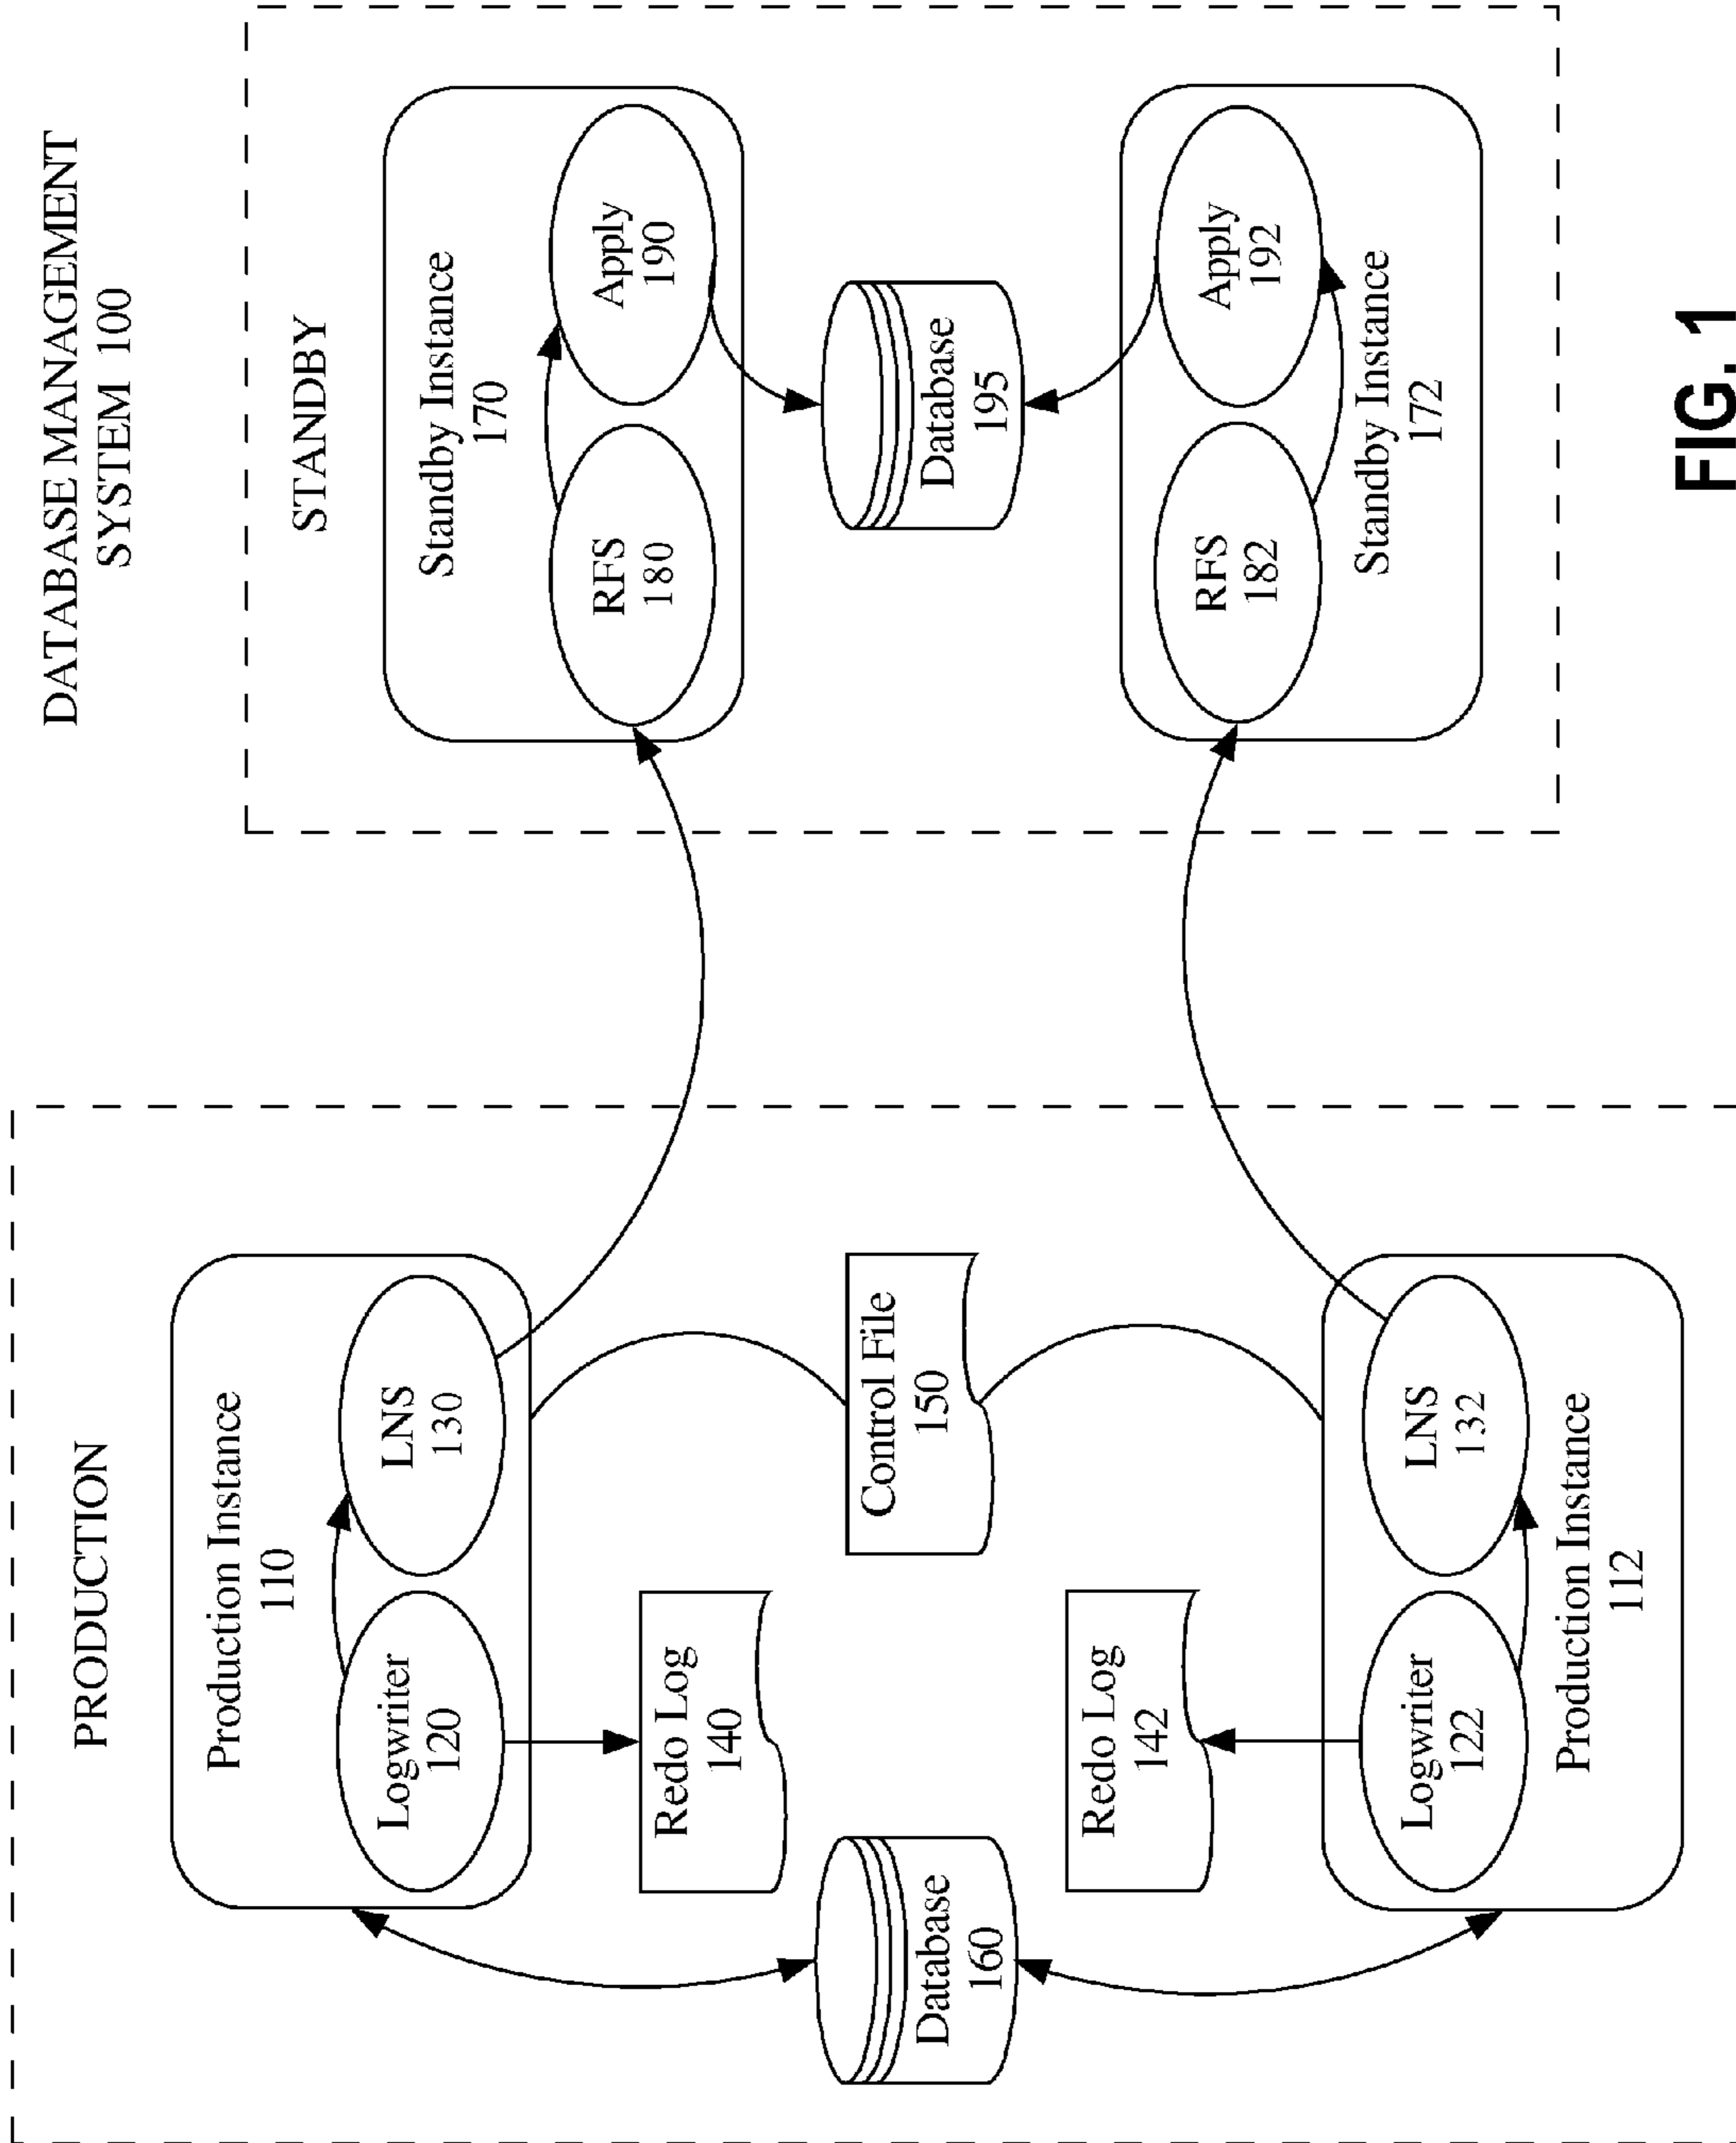 DATABASE MANAGEMENT
SYSTEM 100
PRODUCTION
Production Instance
110
Logwriter
120
LNS
130
Redo Log
140
Control File
150
Database
160
Redo Log
142
Logwriter
122
LNS
132
Production Instance
112
STANDBY
Standby Instance
170
RFS
180
Apply
190
Database
195
RFS
182
Apply
192
Standby Instance
172
FIG. 1